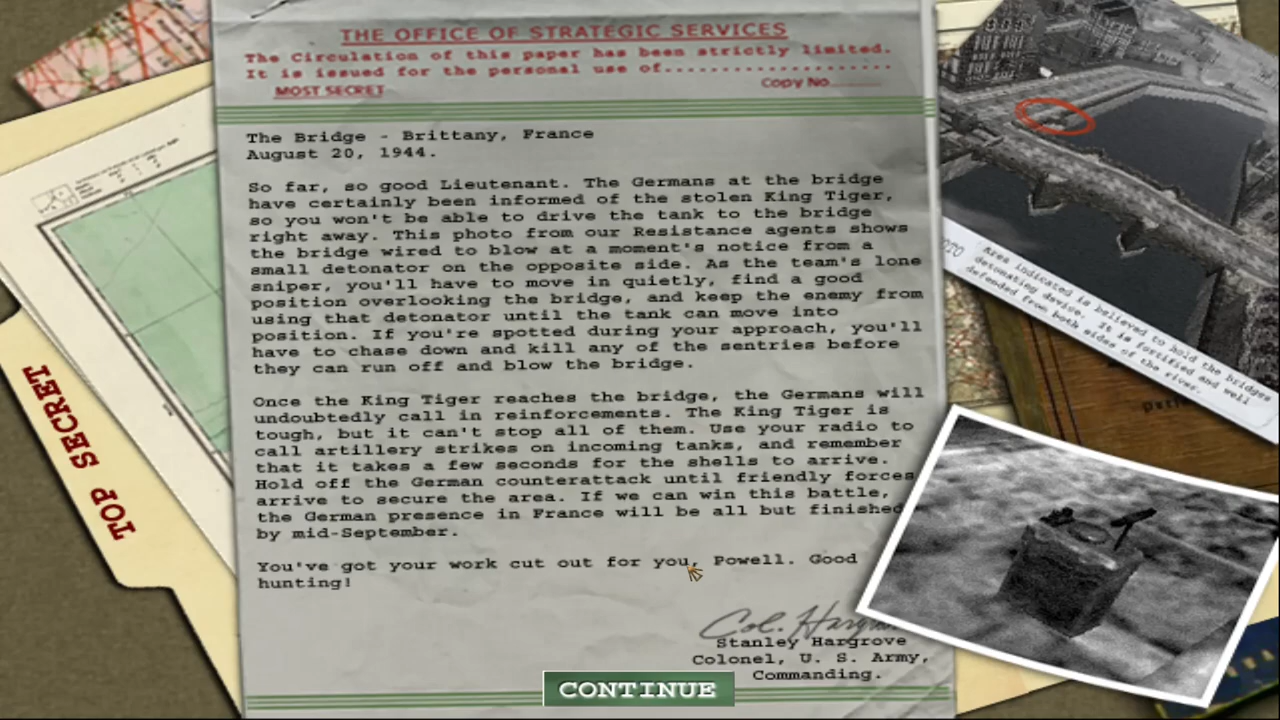 THE OFFICE OF STRATEGIC SERVICES
The Circulation of this paper has been strictly limited.
It is issued for the personal use of....................
MOST SECRET
Copy No.........
The Bridge - Brittany, France
August 20, 1944.
So far, so good Lieutenant. The Germans at the bridge
have certainly been informed of the stolen King Tiger,
so you won't be able to drive the tank to the bridge
right away. This photo from our Resistance agents shows
the bridge wired to blow at a moment's notice from a
small detonator on the opposite side. As the team's lone
sniper, you'll have to move in quietly, find a good
position overlooking the bridge, and keep the enemy from
using that detonator until the tank can move into
position. If you're spotted during your approach, you'll
have to chase down and kill any of the sentries before
they can run off and blow the bridge.
Once the King Tiger reaches the bridge, the Germans will
undoubtedly call in reinforcements. The King Tiger is
tough, but it can't stop all of them. Use your radio to
call artillery strikes on incoming tanks, and remember
that it takes a few seconds for the shells to arrive.
Hold off the German counterattack until friendly forces
arrive to secure the area. If we can win this battle,
the German presence in France will be all but finished
by mid-September.
You've got your work cut out for you, Powell. Good
hunting!
Col. Hargr
Stanley Hargrove
Colonel, U. S. Army,
Commanding.
CONTINUE
TOP SECRET
Area indicated is believed to hold the bridges
detonating device. It is fortified and well
defended from both sides of the river.